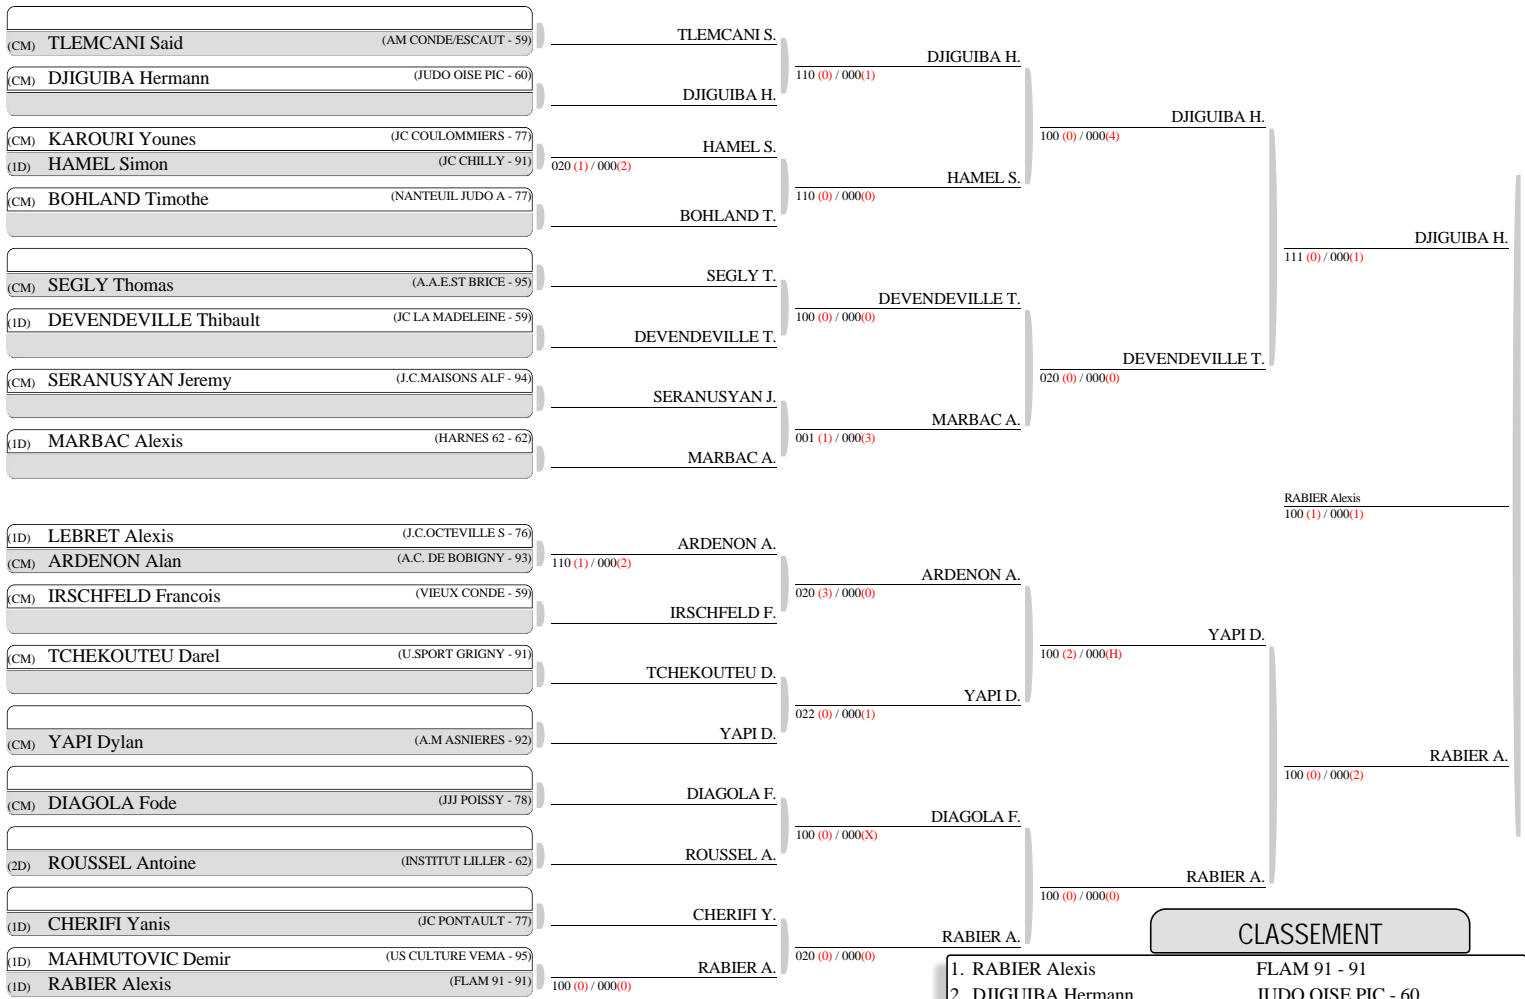 (CM) TLEMCANI Said (AM CONDE/ESCAUT - 59)
(CM) DJIGUIBA Hermann (JUDO OISE PIC - 60)
(CM) KAROURI Younes (JC COULOMMIERS - 77)
(1D) HAMEL Simon (JC CHILLY - 91)
(CM) BOHLAND Timothe (NANTEUIL JUDO A - 77)
(CM) SEGLY Thomas (A.A.E.ST BRICE - 95)
(1D) DEVENDEVILLE Thibault (JC LA MADELEINE - 59)
(CM) SERANUSYAN Jeremy (J.C.MAISONS ALF - 94)
(1D) MARBAC Alexis (HARNES 62 - 62)
(1D) LEBRET Alexis (J.C.OCTEVILLE S - 76)
(CM) ARDENON Alan (A.C. DE BOBIGNY - 93)
(CM) IRSCHFELD Francois (VIEUX CONDE - 59)
(CM) TCHEKOUTEU Darel (U.SPORT GRIGNY - 91)
(CM) YAPI Dylan (A.M ASNIERES - 92)
(CM) DIAGOLA Fode (JJJ POISSY - 78)
(2D) ROUSSEL Antoine (INSTITUT LILLER - 62)
(1D) CHERIFI Yanis (JC PONTAULT - 77)
(1D) MAHMUTOVIC Demir (US CULTURE VEMA - 95)
(1D) RABIER Alexis (FLAM 91 - 91)
TLEMCANI S.
DJIGUIBA H.
HAMEL S.
020 (1) / 000(2)
BOHLAND T.
SEGLY T.
DEVENDEVILLE T.
SERANUSYAN J.
MARBAC A.
ARDENON A.
110 (1) / 000(2)
IRSCHFELD F.
TCHEKOUTEU D.
YAPI D.
DIAGOLA F.
ROUSSEL A.
CHERIFI Y.
RABIER A.
100 (0) / 000(0)
DJIGUIBA H.
110 (0) / 000(1)
HAMEL S.
110 (0) / 000(0)
DEVENDEVILLE T.
100 (0) / 000(0)
MARBAC A.
001 (1) / 000(3)
ARDENON A.
020 (3) / 000(0)
YAPI D.
022 (0) / 000(1)
DIAGOLA F.
100 (0) / 000(X)
RABIER A.
020 (0) / 000(0)
DJIGUIBA H.
100 (0) / 000(4)
DEVENDEVILLE T.
020 (0) / 000(0)
YAPI D.
100 (2) / 000(H)
RABIER A.
100 (0) / 000(0)
DJIGUIBA H.
111 (0) / 000(1)
RABIER Alexis
100 (1) / 000(1)
RABIER A.
100 (0) / 000(2)
CLASSEMENT
1. RABIER Alexis FLAM 91 - 91
2. DJIGUIBA Hermann JUDO OISE PIC - 60